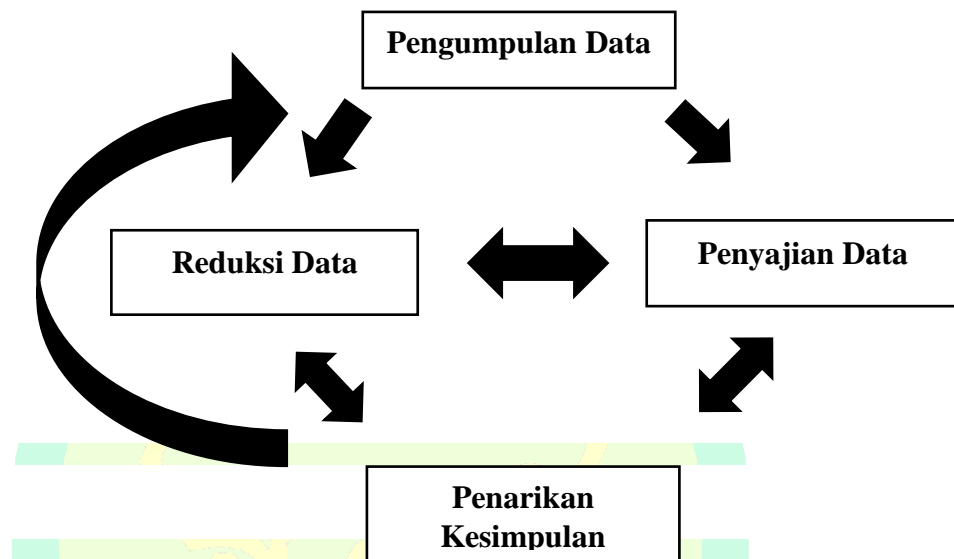 Pengumpulan Data
Reduksi Data
Penyajian Data
Penarikan
Kesimpulan